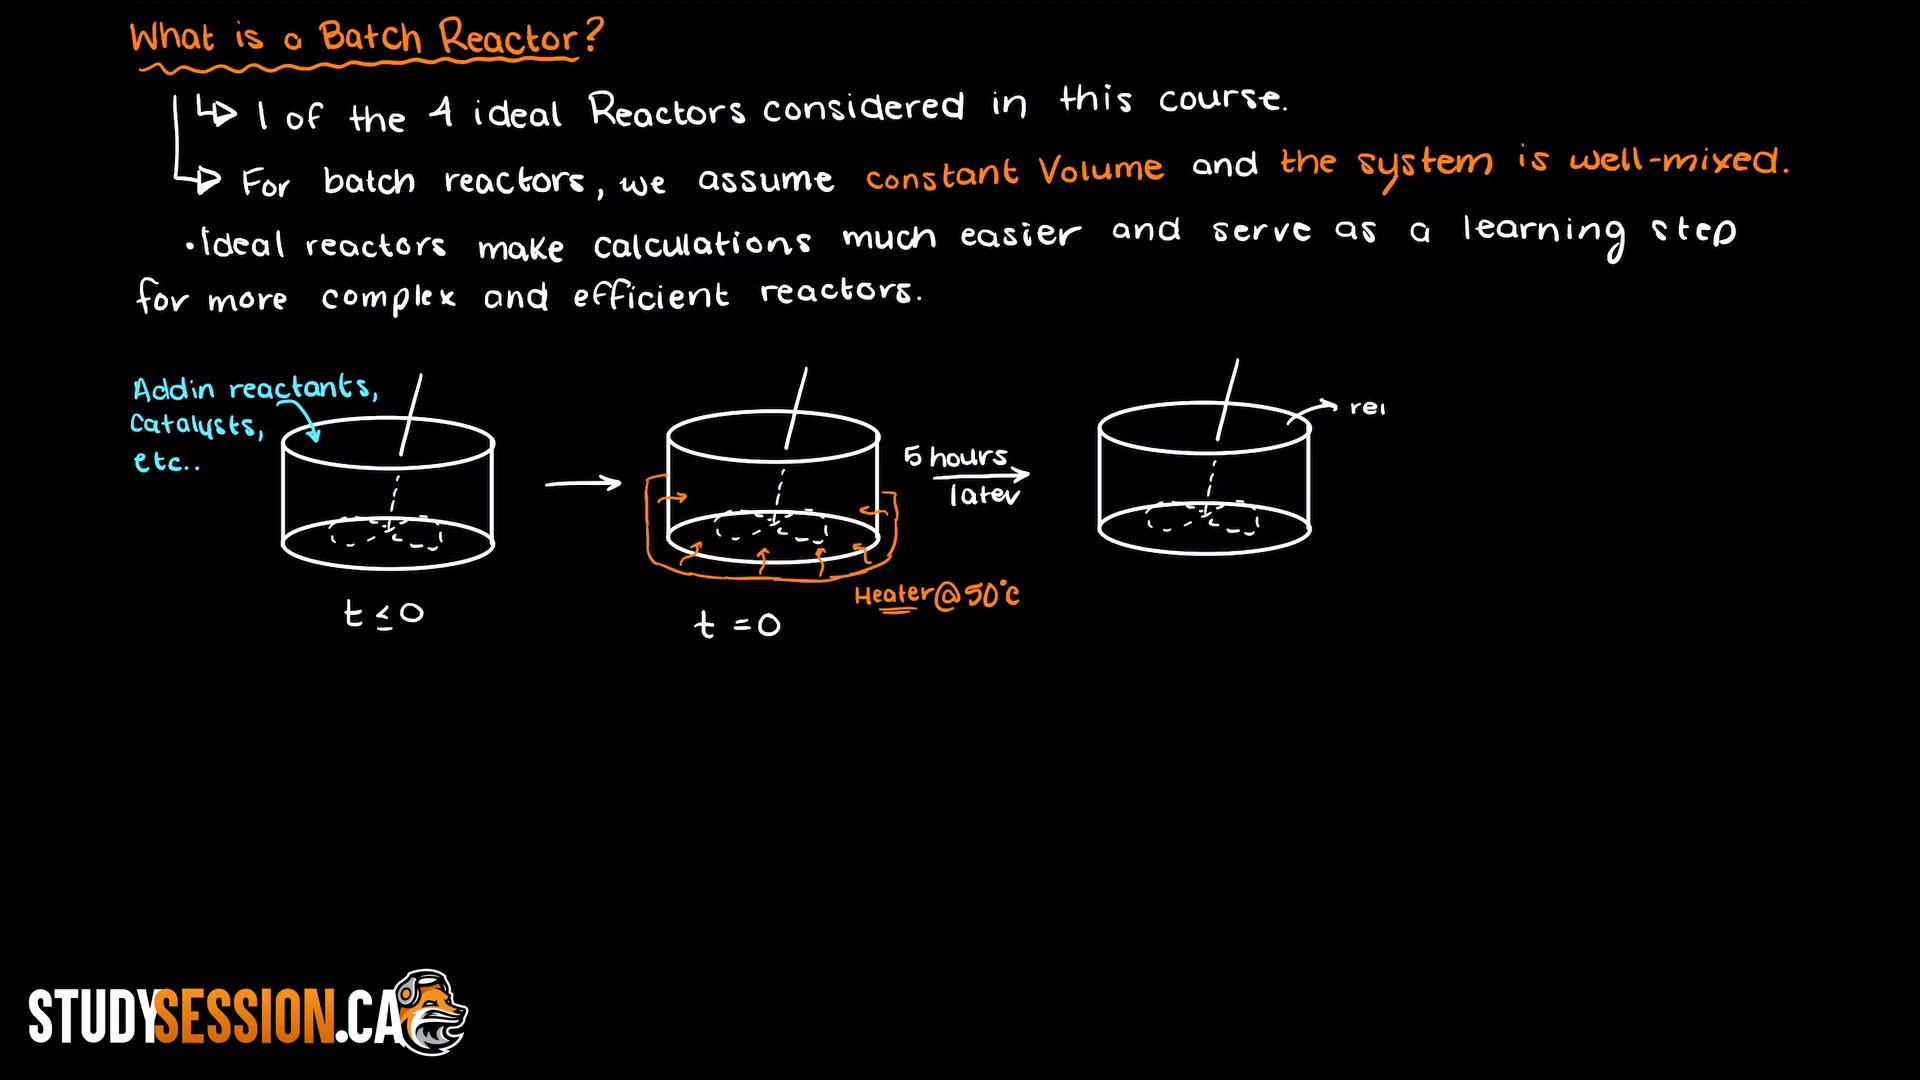 What is a Batch Reactor?
1 of the 4 ideal Reactors considered in this course.
For batch reactors, we assume constant Volume and the system is well-mixed.
• Ideal reactors make calculations much easier and serve as a learning step
for more complex and efficient reactors.
Add in reactants,
Catalysts,
etc..
t ≤ 0
t = 0
Heater @ 50°C
5 hours
later
STUDYSESSION.CA